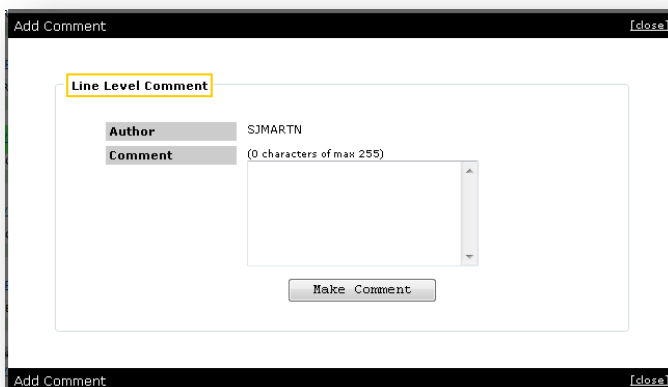 Add Comment [close]
Line Level Comment
Author SJMARTN
Comment (0 characters of max 255)
Make Comment
Add Comment [close]